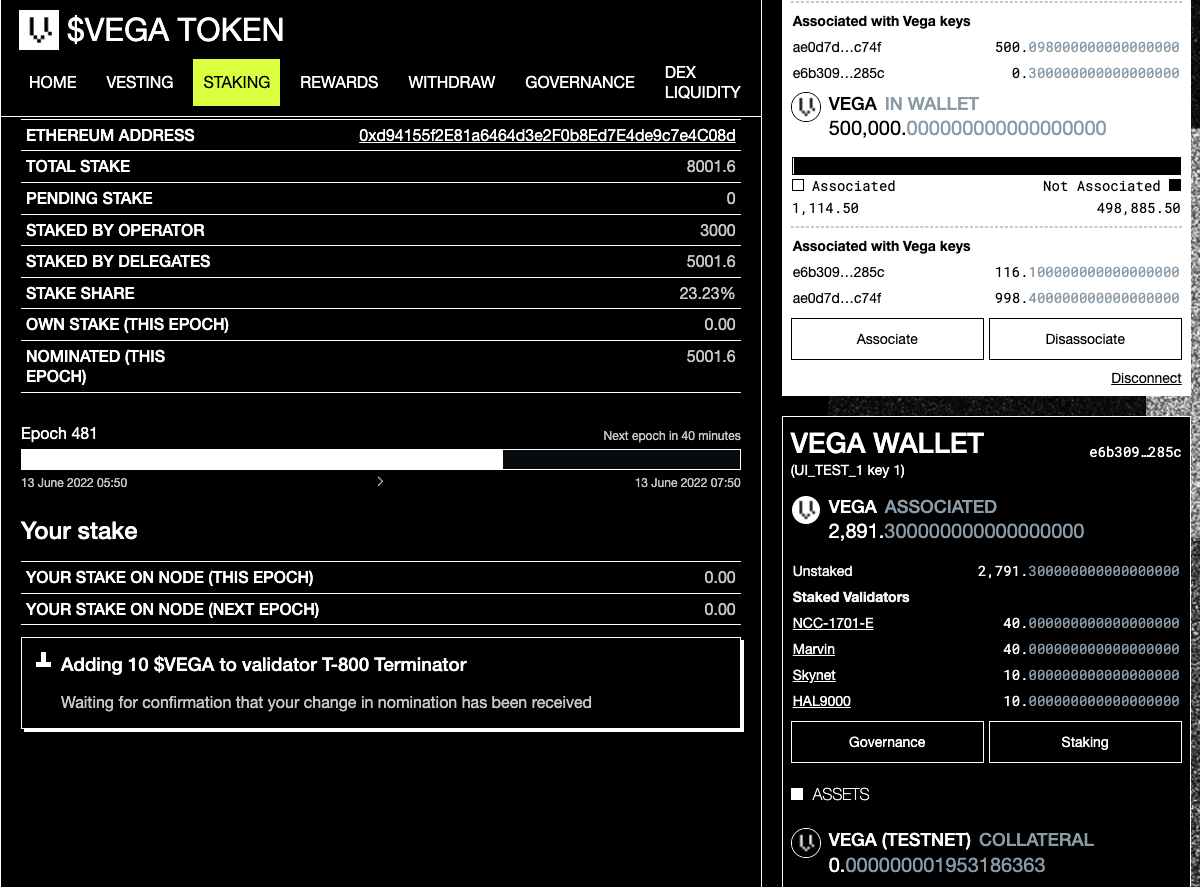 $VEGA TOKEN
HOME VESTING STAKING REWARDS WITHDRAW GOVERNANCE DEX LIQUIDITY
ETHEREUM ADDRESS 0xd94155f2E81a6464d3e2F0b8Ed7E4de9c7e4C08d
TOTAL STAKE 8001.6
PENDING STAKE 0
STAKED BY OPERATOR 3000
STAKED BY DELEGATES 5001.6
STAKE SHARE 23.23%
OWN STAKE (THIS EPOCH) 0.00
NOMINATED (THIS EPOCH) 5001.6
Epoch 481 Next epoch in 40 minutes
13 June 2022 05:50 13 June 2022 07:50
Your stake
YOUR STAKE ON NODE (THIS EPOCH) 0.00
YOUR STAKE ON NODE (NEXT EPOCH) 0.00
Adding 10 $VEGA to validator T-800 Terminator
Waiting for confirmation that your change in nomination has been received
Associated with Vega keys
ae0d7d…c74f 500.098000000000000000
e6b309…285c 0.300000000000000000
VEGA IN WALLET
500,000.000000000000000000
Associated Not Associated
1,114.50 498,885.50
Associated with Vega keys
e6b309…285c 116.100000000000000000
ae0d7d…c74f 998.400000000000000000
Associate Disassociate
Disconnect
VEGA WALLET e6b309…285c
(UI_TEST_1 key 1)
VEGA ASSOCIATED
2,891.300000000000000000
Unstaked 2,791.300000000000000000
Staked Validators
NCC-1701-E 40.000000000000000000
Marvin 40.000000000000000000
Skynet 10.000000000000000000
HAL9000 10.000000000000000000
Governance Staking
ASSETS
VEGA (TESTNET) COLLATERAL
0.000000001953186363